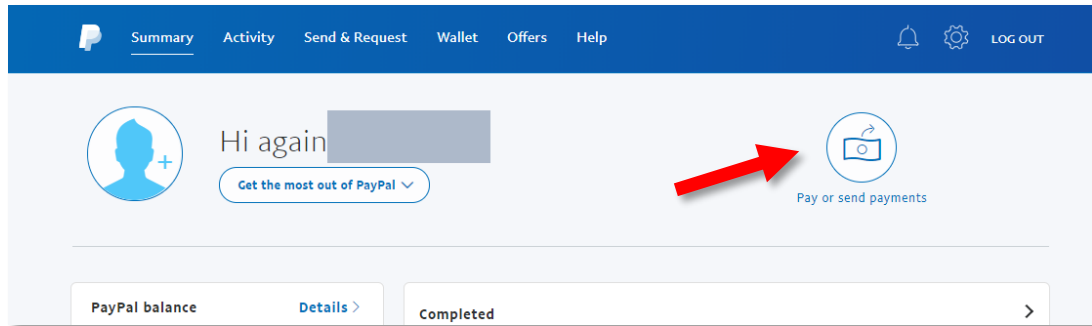 Summary Activity Send & Request Wallet Offers Help LOG OUT
Hi again
Get the most out of PayPal
Pay or send payments
PayPal balance Details
Completed